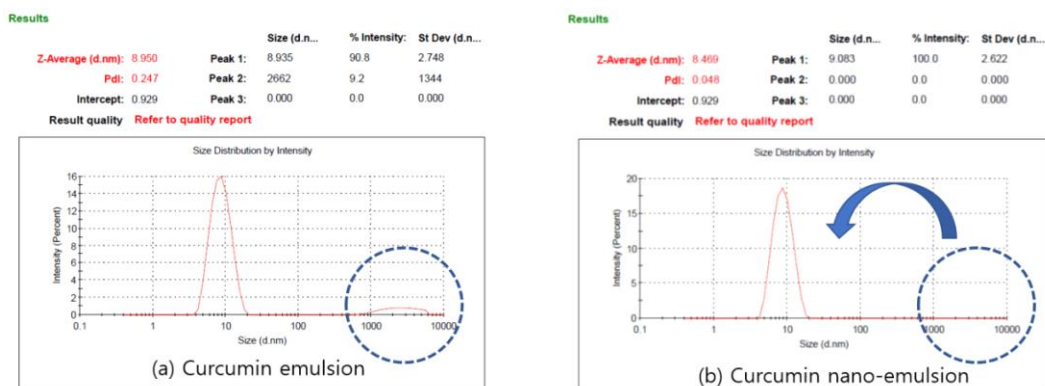 Results
Size (d.n... % Intensity: St Dev (d.n...
Z-Average (d.nm): 8.950 Peak 1: 8.935 90.8 2.748
PdI: 0.247 Peak 2: 2662 9.2 1344
Intercept: 0.929 Peak 3: 0.000 0.0 0.000
Result quality Refer to quality report
Size Distribution by Intensity
Intensity (Percent)
16
14
12
10
8
6
4
2
0
0.1 1 10 100 1000 10000
Size (d.nm)
(a) Curcumin emulsion
Results
Size (d.n... % Intensity: St Dev (d.n...
Z-Average (d.nm): 8.469 Peak 1: 9.083 100.0 2.622
PdI: 0.048 Peak 2: 0.000 0.0 0.000
Intercept: 0.929 Peak 3: 0.000 0.0 0.000
Result quality Refer to quality report
Size Distribution by Intensity
Intensity (Percent)
20
15
10
5
0
0.1 1 10 100 1000 10000
Size (d.nm)
(b) Curcumin nano-emulsion